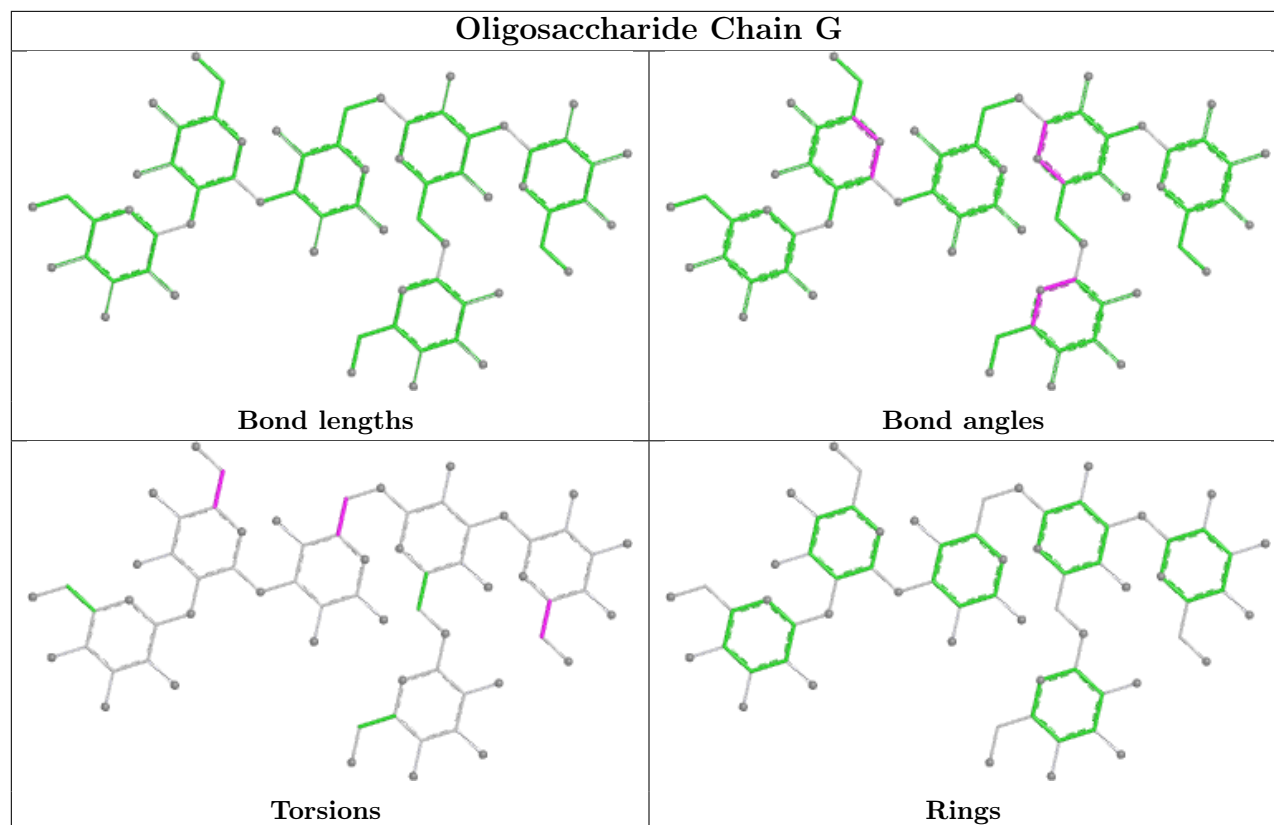 Oligosaccharide Chain G
Bond lengths
Bond angles
Torsions
Rings